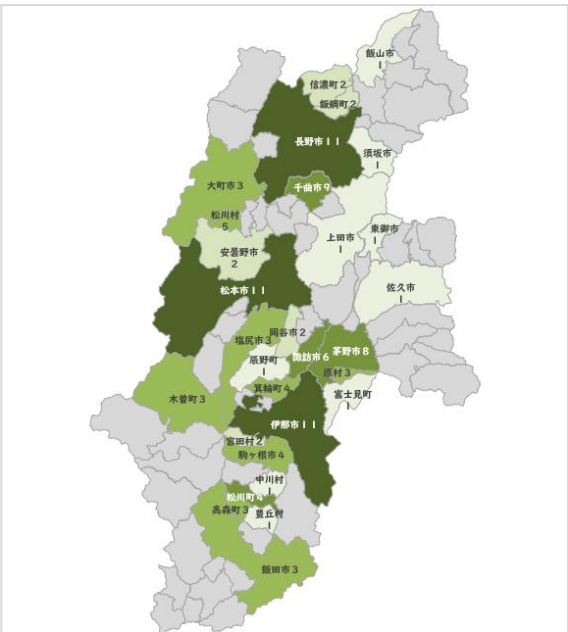 飯山市
1
信濃町2
飯綱町2
長野市11
須坂市
1
千曲市9
大町市3
松川村
5
上田市
1
東御市
1
安曇野市
2
佐久市
1
松本市11
岡谷市2
塩尻市3
諏訪市6
茅野市8
辰野町
1
原村3
箕輪町4
富士見町
1
木曽町3
伊那市11
宮田村2
駒ヶ根市4
中川村
1
松川町4
高森町3
豊丘村
1
飯田市3